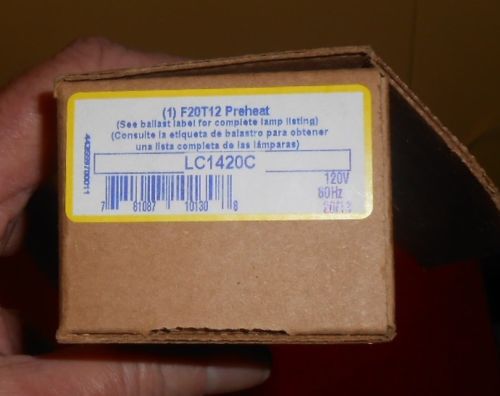 (1) F20T12 Preheat
(See ballast label for complete lamp listing)
(Consulte la etiqueta de balastro para obtener
una lista completa de las lámparas)
LC1420C
120V
60Hz
7 81087 10130 8